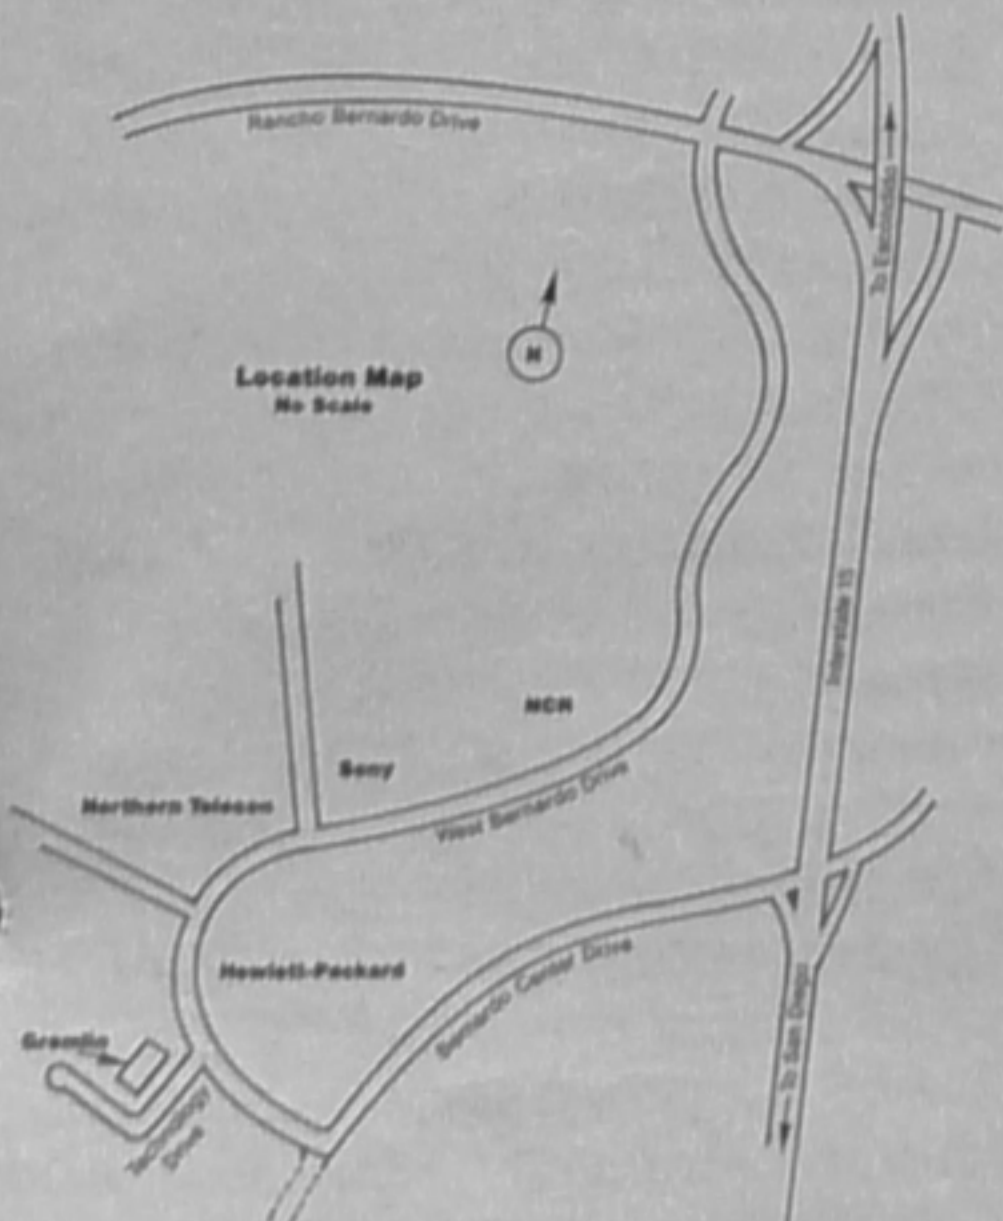 Rancho Bernardo Drive
To Escondido
N
Location Map
No Scale
Interstate 15
NCR
Sony
West Bernardo Drive
Northern Telecom
Hewlett-Packard
Bernardo Center Drive
Gremlin
To San Diego
Technology
Drive